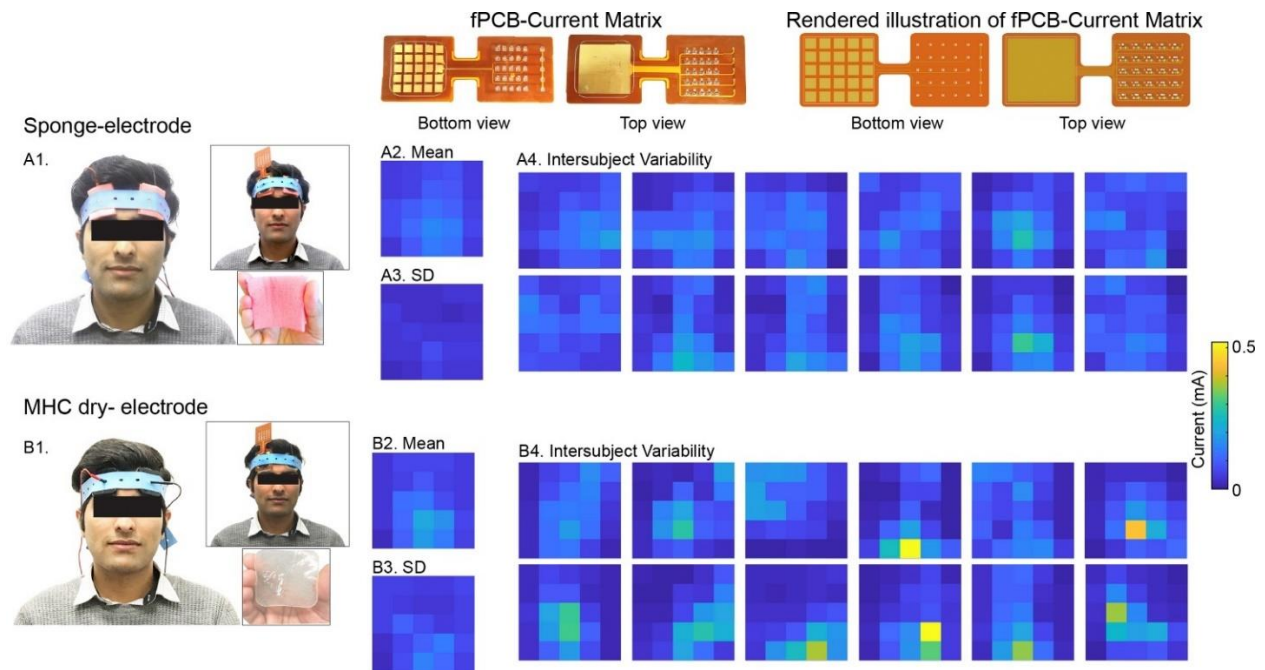 fPCB-Current Matrix
Rendered illustration of fPCB-Current Matrix
Bottom view
Top view
Bottom view
Top view
Sponge-electrode
A1.
A2. Mean
A4. Intersubject Variability
A3. SD
0.5
Current (mA)
0
MHC dry- electrode
B1.
B2. Mean
B4. Intersubject Variability
B3. SD